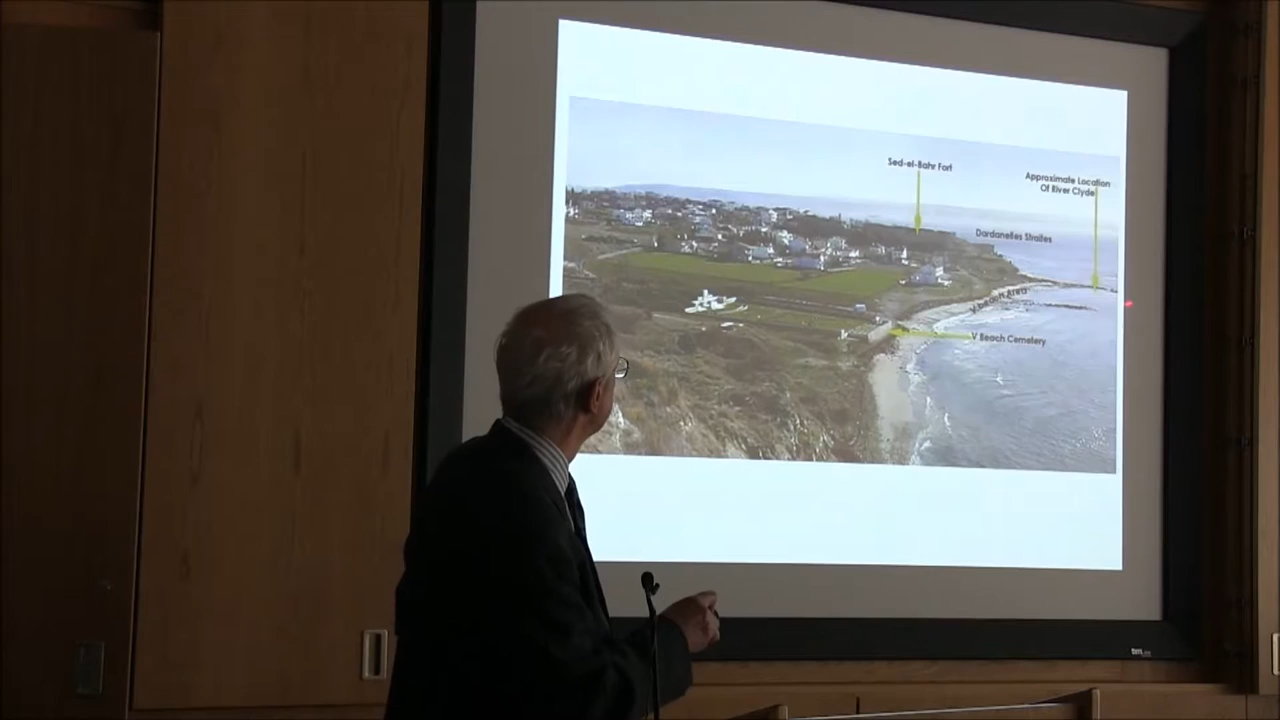 Sed-el-Bahr Fort
Approximate Location
Of River Clyde
Dardanelles Straites
V Beach Area
V Beach Cemetery